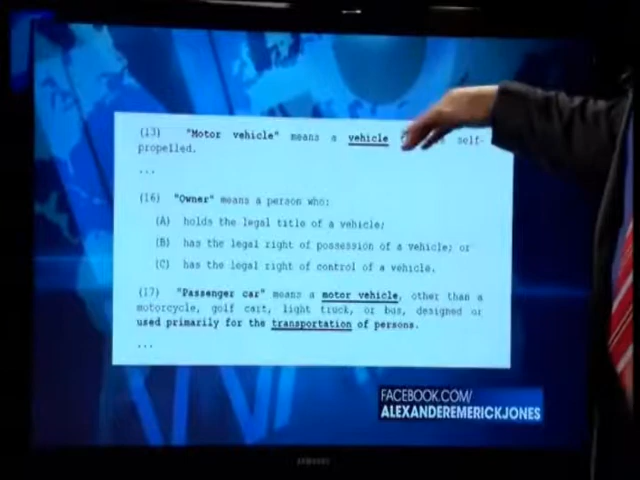 (13) "Motor vehicle" means a vehicle self-
propelled.
...
(16) "Owner" means a person who:
(A) holds the legal title of a vehicle;
(B) has the legal right of possession of a vehicle; or
(C) has the legal right of control of a vehicle.
(17) "Passenger car" means a motor vehicle, other than a
motorcycle, golf cart, light truck, or bus, designed or
used primarily for the transportation of persons.
...
FACEBOOK.COM/
ALEXANDEREMERICKJONES
SAMSUNG